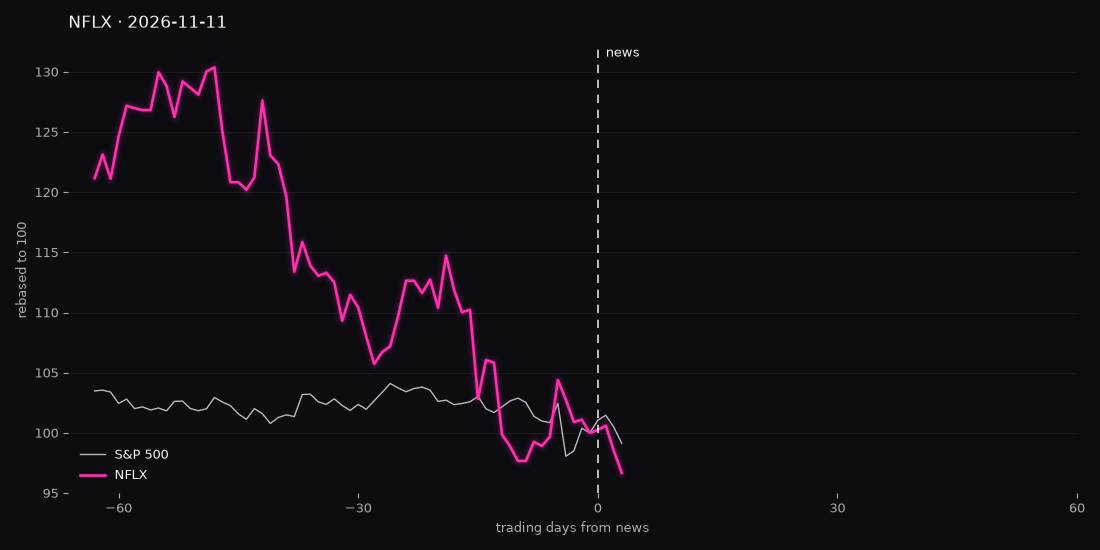 NFLX · 2026-11-11
news
130
125
120
115
110
105
100
95
rebased to 100
S&P 500
NFLX
−60
−30
0
30
60
trading days from news